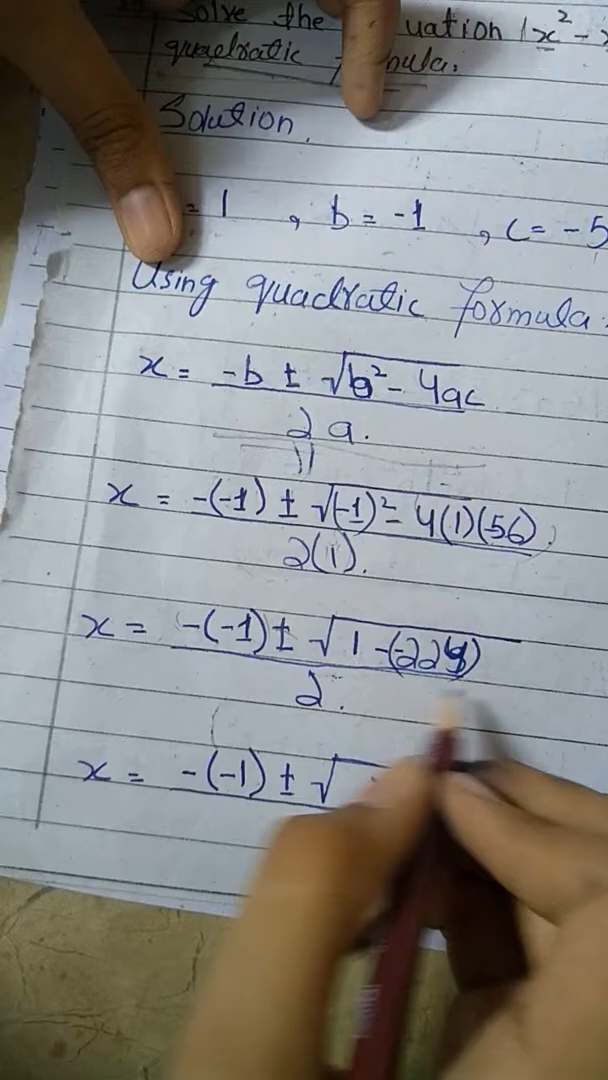 Solve the uation 1x² -
quadratic mula.
Solution.
= 1 , b = -1 , c = -5
Using quadratic formula:
x = -b ± √b² - 4ac
2a.
x = -(-1) ± √(-1)² - 4(1)(56)
2(1).
x = -(-1) ± √1 -(-224)
2.
x = -(-1) ± √